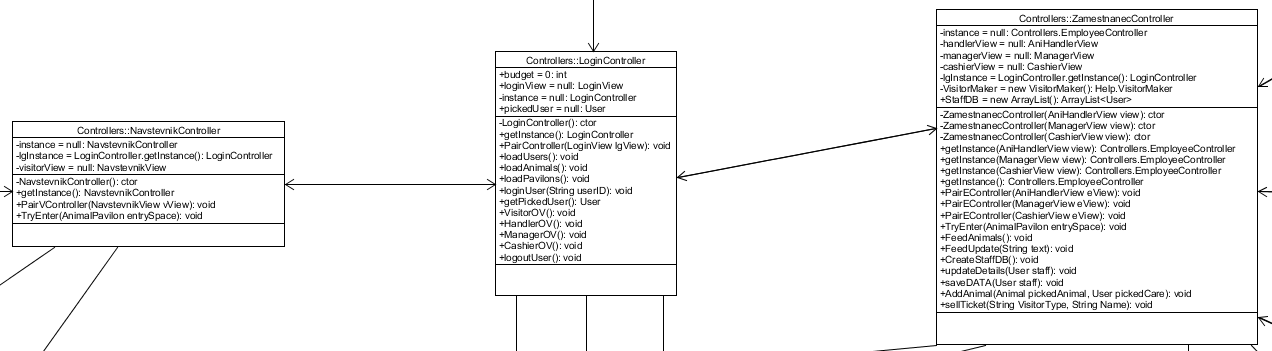 Controllers::NavstevnikController
-instance = null: NavstevnikController
-lgInstance = LoginController.getInstance(): LoginController
-visitorView = null: NavstevnikView
-NavstevnikController(): ctor
+getInstance(): NavstevnikController
+PairVController(NavstevnikView vView): void
+TryEnter(AnimalPavilon entrySpace): void
Controllers::LoginController
+budget = 0: int
+loginView = null: LoginView
-instance = null: LoginController
+pickedUser = null: User
-LoginController(): ctor
+getInstance(): LoginController
+PairController(LoginView lgView): void
+loadUsers(): void
+loadAnimals(): void
+loadPavilons(): void
+loginUser(String userID): void
+getPickedUser(): User
+VisitorOV(): void
+HandlerOV(): void
+ManagerOV(): void
+CashierOV(): void
+logoutUser(): void
Controllers::ZamestnanecController
-instance = null: Controllers.EmployeeController
-handlerView = null: AniHandlerView
-managerView = null: ManagerView
-cashierView = null: CashierView
-lgInstance = LoginController.getInstance(): LoginController
-VisitorMaker = new VisitorMaker(): Help.VisitorMaker
+StaffDB = new ArrayList(): ArrayList<User>
-ZamestnanecController(AniHandlerView view): ctor
-ZamestnanecController(ManagerView view): ctor
-ZamestnanecController(CashierView view): ctor
+getInstance(AniHandlerView view): Controllers.EmployeeController
+getInstance(ManagerView view): Controllers.EmployeeController
+getInstance(CashierView view): Controllers.EmployeeController
+getInstance(): Controllers.EmployeeController
+PairEController(AniHandlerView eView): void
+PairEController(ManagerView eView): void
+PairEController(CashierView eView): void
+TryEnter(AnimalPavilon entrySpace): void
+FeedAnimals(): void
+FeedUpdate(String text): void
+CreateStaffDB(): void
+updateDetails(User staff): void
+saveDATA(User staff): void
+AddAnimal(Animal pickedAnimal, User pickedCare): void
+sellTicket(String VisitorType, String Name): void